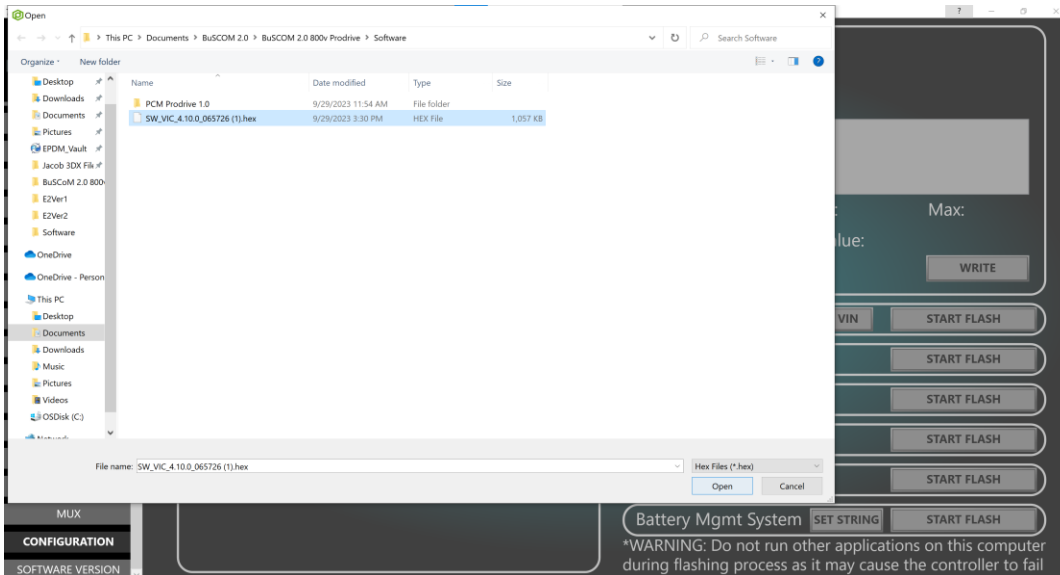 Open
?
This PC > Documents > BuSCOM 2.0 > BuSCOM 2.0 800v Prodrive > Software
Search Software
Organize
New folder
?
Name
Date modified
Type
Size
PCM Prodrive 1.0 9/29/2023 11:54 AM File folder
SW_VIC_4.10.0_065726 (1).hex 9/29/2023 3:30 PM HEX File 1,057 KB
Desktop
Downloads
Documents
Pictures
EPDM_Vault
Jacob 3DX Fil
BuSCoM 2.0 800
E2Ver1
E2Ver2
Software
OneDrive
OneDrive - Person
This PC
Desktop
Documents
Downloads
Music
Pictures
Videos
OSDisk (C:)
Network
File name: SW_VIC_4.10.0_065726 (1).hex
Hex Files (*.hex)
Open
Cancel
Max:
lue:
WRITE
VIN START FLASH
START FLASH
START FLASH
START FLASH
START FLASH
MUX
CONFIGURATION
SOFTWARE VERSION
Battery Mgmt System SET STRING START FLASH
*WARNING: Do not run other applications on this computer
during flashing process as it may cause the controller to fail